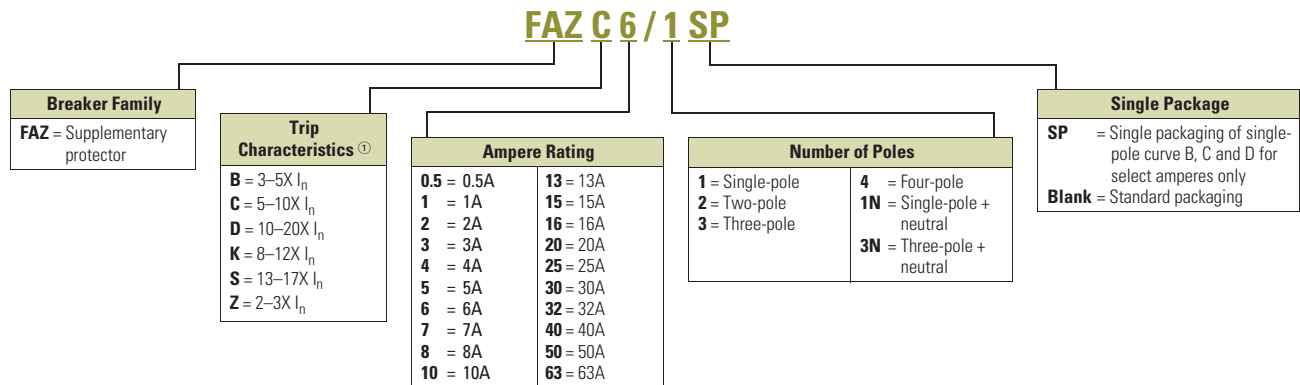 FAZ C 6 / 1 SP
Breaker Family
FAZ = Supplementary
protector
Trip
Characteristics ①
B = 3–5X In
C = 5–10X In
D = 10–20X In
K = 8–12X In
S = 13–17X In
Z = 2–3X In
Ampere Rating
0.5 = 0.5A
1 = 1A
2 = 2A
3 = 3A
4 = 4A
5 = 5A
6 = 6A
7 = 7A
8 = 8A
10 = 10A
13 = 13A
15 = 15A
16 = 16A
20 = 20A
25 = 25A
30 = 30A
32 = 32A
40 = 40A
50 = 50A
63 = 63A
Number of Poles
1 = Single-pole
2 = Two-pole
3 = Three-pole
4 = Four-pole
1N = Single-pole +
neutral
3N = Three-pole +
neutral
Single Package
SP = Single packaging of single-
pole curve B, C and D for
select amperes only
Blank = Standard packaging